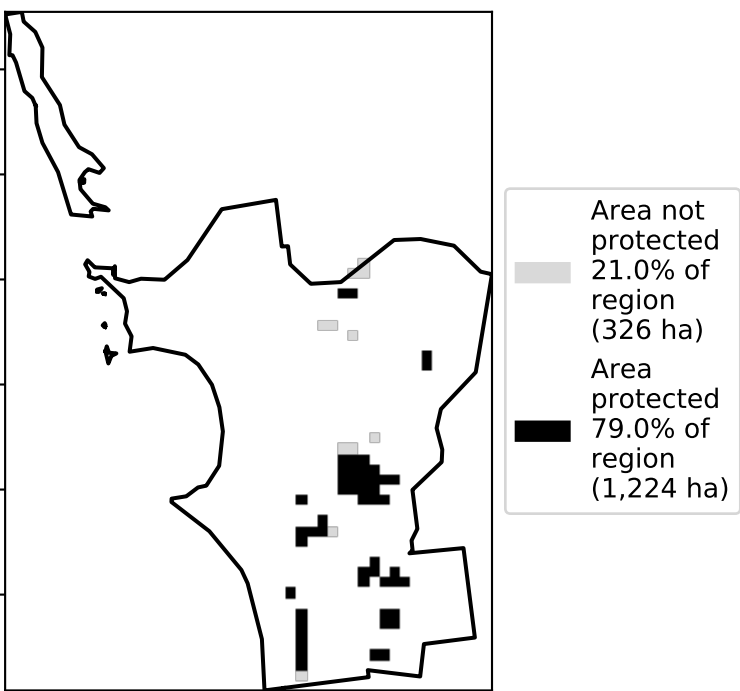 Area not
protected
21.0% of
region
(326 ha)
Area
protected
79.0% of
region
(1,224 ha)